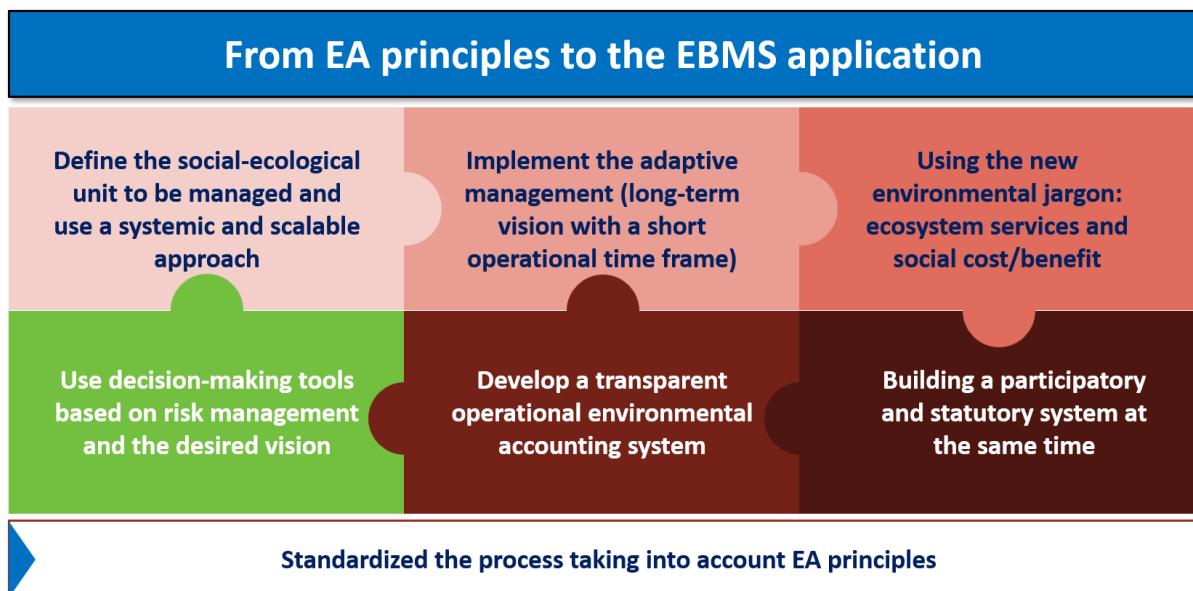 From EA principles to the EBMS application
Define the social-ecological
unit to be managed and
use a systemic and scalable
approach
Implement the adaptive
management (long-term
vision with a short
operational time frame)
Using the new
environmental jargon:
ecosystem services and
social cost/benefit
Use decision-making tools
based on risk management
and the desired vision
Develop a transparent
operational environmental
accounting system
Building a participatory
and statutory system at
the same time
Standardized the process taking into account EA principles